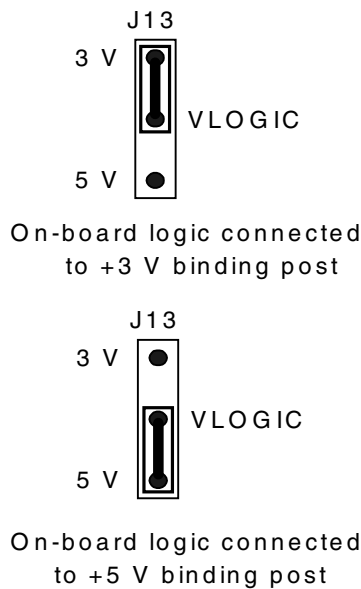 J13
3 V
VLOGIC
5 V
On-board logic connected
to +3 V binding post
J13
3 V
VLOGIC
5 V
On-board logic connected
to +5 V binding post